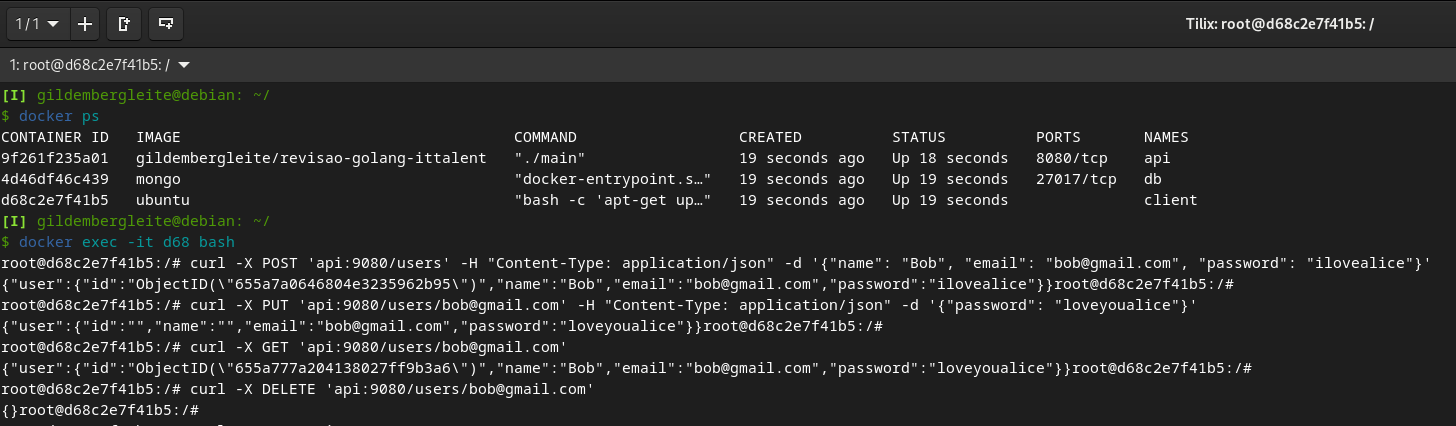 1/1
Tilix: root@d68c2e7f41b5: /
1: root@d68c2e7f41b5: /
[I] gildembergleite@debian: ~/
$ docker ps
CONTAINER ID   IMAGE                                     COMMAND                  CREATED          STATUS          PORTS       NAMES
9f261f235a01   gildembergleite/revisao-golang-ittalent   "./main"                 19 seconds ago   Up 18 seconds   8080/tcp    api
4d46df46c439   mongo                                     "docker-entrypoint.s…"   19 seconds ago   Up 19 seconds   27017/tcp   db
d68c2e7f41b5   ubuntu                                    "bash -c 'apt-get up…"   19 seconds ago   Up 19 seconds               client
[I] gildembergleite@debian: ~/
$ docker exec -it d68 bash
root@d68c2e7f41b5:/# curl -X POST 'api:9080/users' -H "Content-Type: application/json" -d '{"name": "Bob", "email": "bob@gmail.com", "password": "ilovealice"}'
{"user":{"id":"ObjectID(\"655a7a0646804e3235962b95\")","name":"Bob","email":"bob@gmail.com","password":"ilovealice"}}root@d68c2e7f41b5:/#
root@d68c2e7f41b5:/# curl -X PUT 'api:9080/users/bob@gmail.com' -H "Content-Type: application/json" -d '{"password": "loveyoualice"}'
{"user":{"id":"","name":"","email":"bob@gmail.com","password":"loveyoualice"}}root@d68c2e7f41b5:/#
root@d68c2e7f41b5:/# curl -X GET 'api:9080/users/bob@gmail.com'
{"user":{"id":"ObjectID(\"655a777a204138027ff9b3a6\")","name":"Bob","email":"bob@gmail.com","password":"loveyoualice"}}root@d68c2e7f41b5:/#
root@d68c2e7f41b5:/# curl -X DELETE 'api:9080/users/bob@gmail.com'
{}root@d68c2e7f41b5:/#